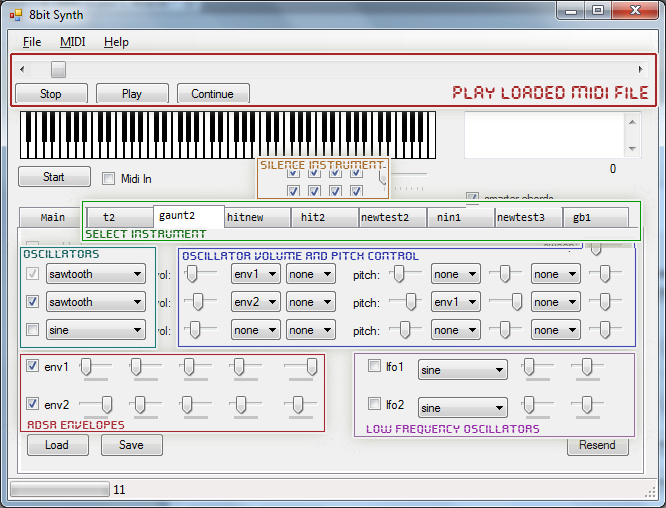 8bit Synth
File MIDI Help
Stop Play Continue PLAY LOADED MIDI FILE
0
SILENCE INSTRUMENT
Start Midi In
smarter chords
Main t2 gaunt2 hitnew hit2 newtest2 nin1 newtest3 gb1
SELECT INSTRUMENT
OSCILLATORS OSCILLATOR VOLUME AND PITCH CONTROL
sawtooth vol: env1 none pitch: none none
sawtooth vol: env2 none pitch: env1 none
sine vol: none none pitch: none none
env1 lfo1 sine
env2 lfo2 sine
ADSR ENVELOPES LOW FREQUENCY OSCILLATORS
Load Save Resend
11